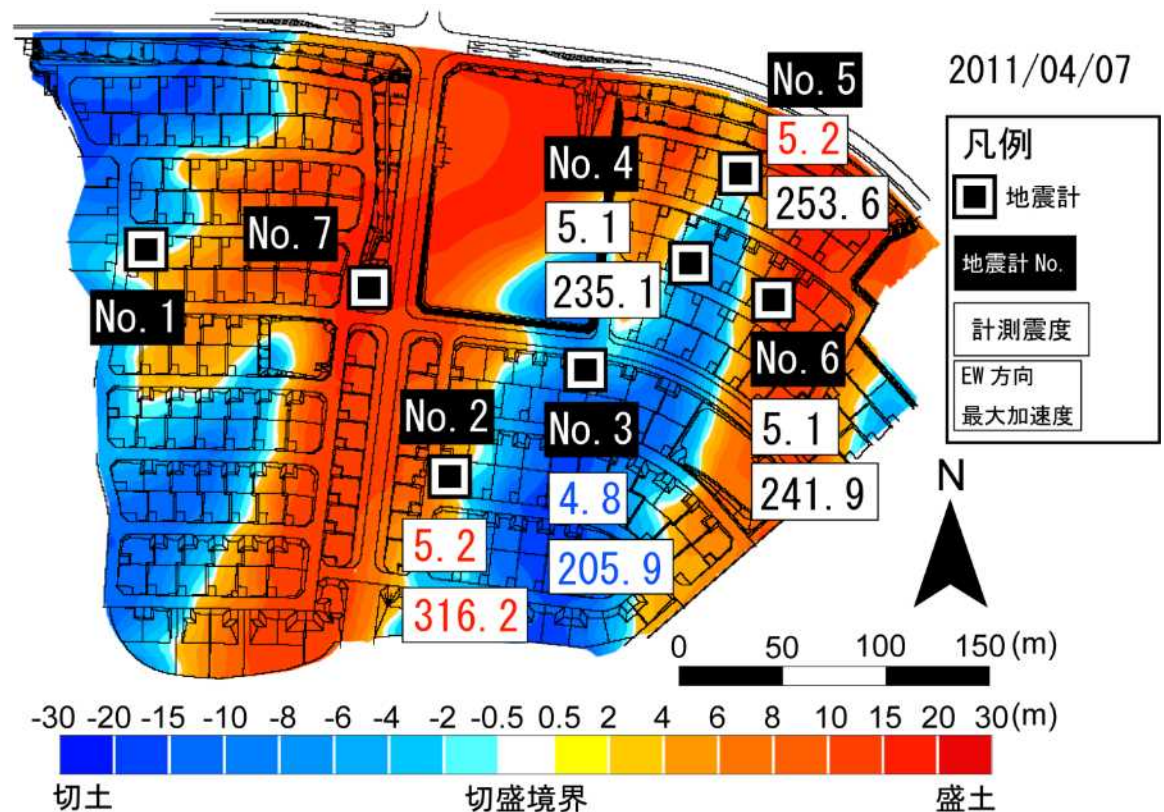 2011/04/07
No. 5
5.2
253.6
No. 4
5.1
235.1
No. 7
No. 1
No. 6
5.1
241.9
No. 2
5.2
316.2
No. 3
4.8
205.9
凡例
地震計
地震計 No.
計測震度
EW 方向
最大加速度
N
0 50 100 150 (m)
-30 -20 -15 -10 -8 -6 -4 -2 -0.5 0.5 2 4 6 8 10 15 20 30(m)
切土 切盛境界 盛土